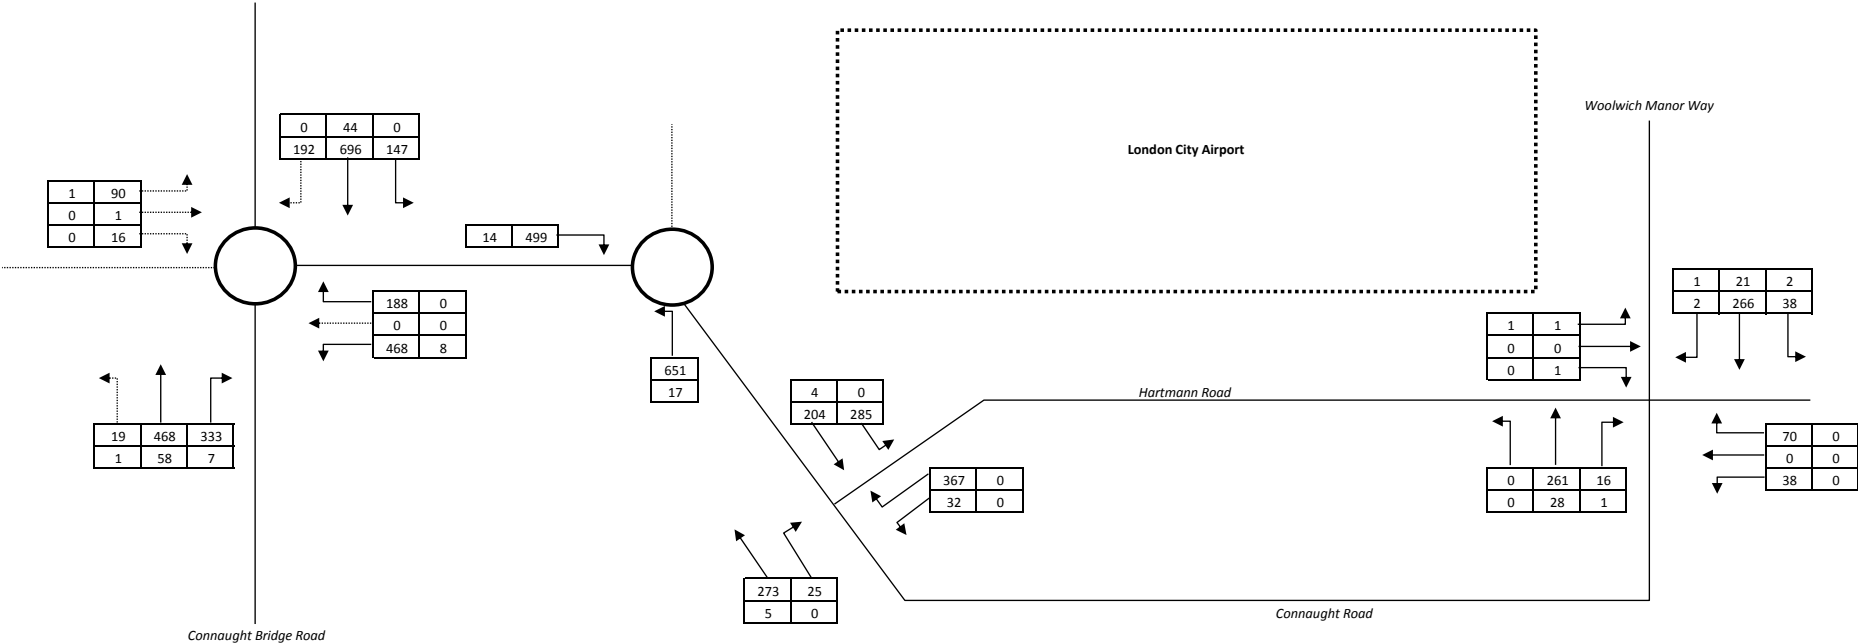 Woolwich Manor Way
0 44 0
192 696 147
London City Airport
1 90
0 1
0 16
14 499
1 21 2
2 266 38
188 0
0 0
468 8
1 1
0 0
0 1
651
17
4 0
204 285
Hartmann Road
19 468 333
1 58 7
70 0
0 0
38 0
367 0
32 0
0 261 16
0 28 1
273 25
5 0
Connaught Road
Connaught Bridge Road